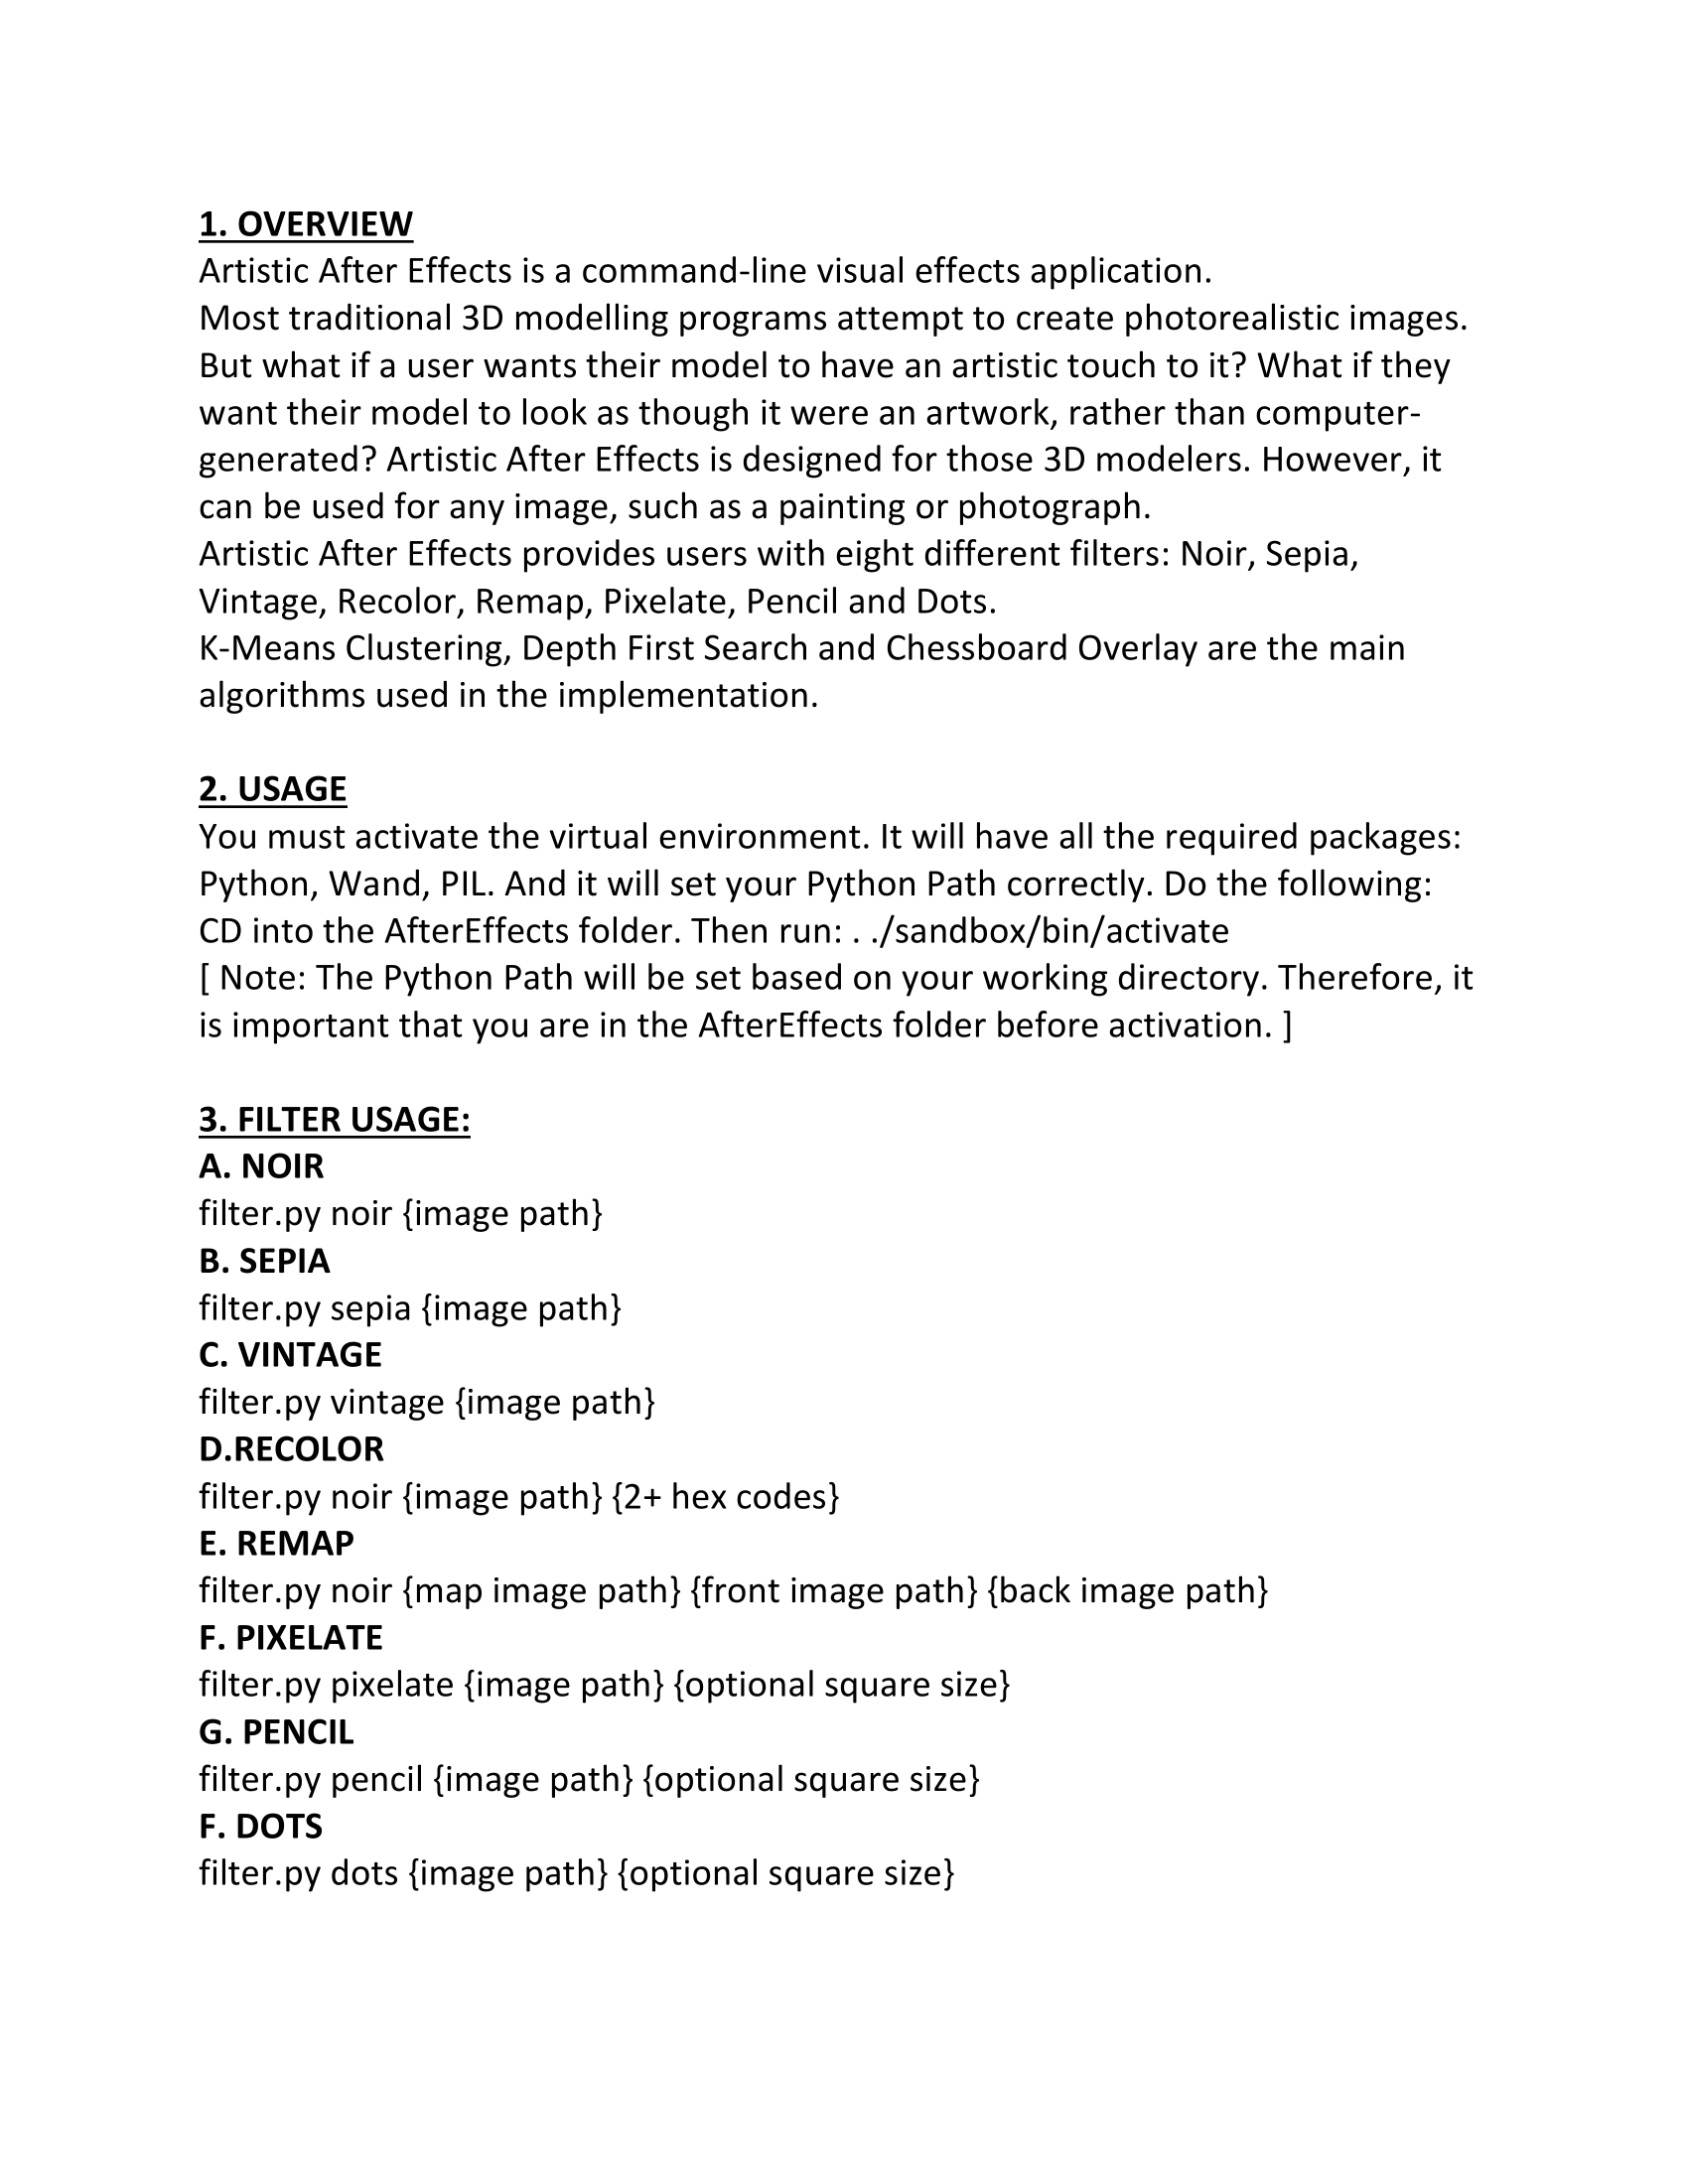 1. OVERVIEW
Artistic After Effects is a command-line visual effects application.
Most traditional 3D modelling programs attempt to create photorealistic images.
But what if a user wants their model to have an artistic touch to it? What if they
want their model to look as though it were an artwork, rather than computer-
generated? Artistic After Effects is designed for those 3D modelers. However, it
can be used for any image, such as a painting or photograph.
Artistic After Effects provides users with eight different filters: Noir, Sepia,
Vintage, Recolor, Remap, Pixelate, Pencil and Dots.
K-Means Clustering, Depth First Search and Chessboard Overlay are the main
algorithms used in the implementation.
2. USAGE
You must activate the virtual environment. It will have all the required packages:
Python, Wand, PIL. And it will set your Python Path correctly. Do the following:
CD into the AfterEffects folder. Then run: . ./sandbox/bin/activate
[ Note: The Python Path will be set based on your working directory. Therefore, it
is important that you are in the AfterEffects folder before activation. ]
3. FILTER USAGE:
A. NOIR
filter.py noir {image path}
B. SEPIA
filter.py sepia {image path}
C. VINTAGE
filter.py vintage {image path}
D.RECOLOR
filter.py noir {image path} {2+ hex codes}
E. REMAP
filter.py noir {map image path} {front image path} {back image path}
F. PIXELATE
filter.py pixelate {image path} {optional square size}
G. PENCIL
filter.py pencil {image path} {optional square size}
F. DOTS
filter.py dots {image path} {optional square size}